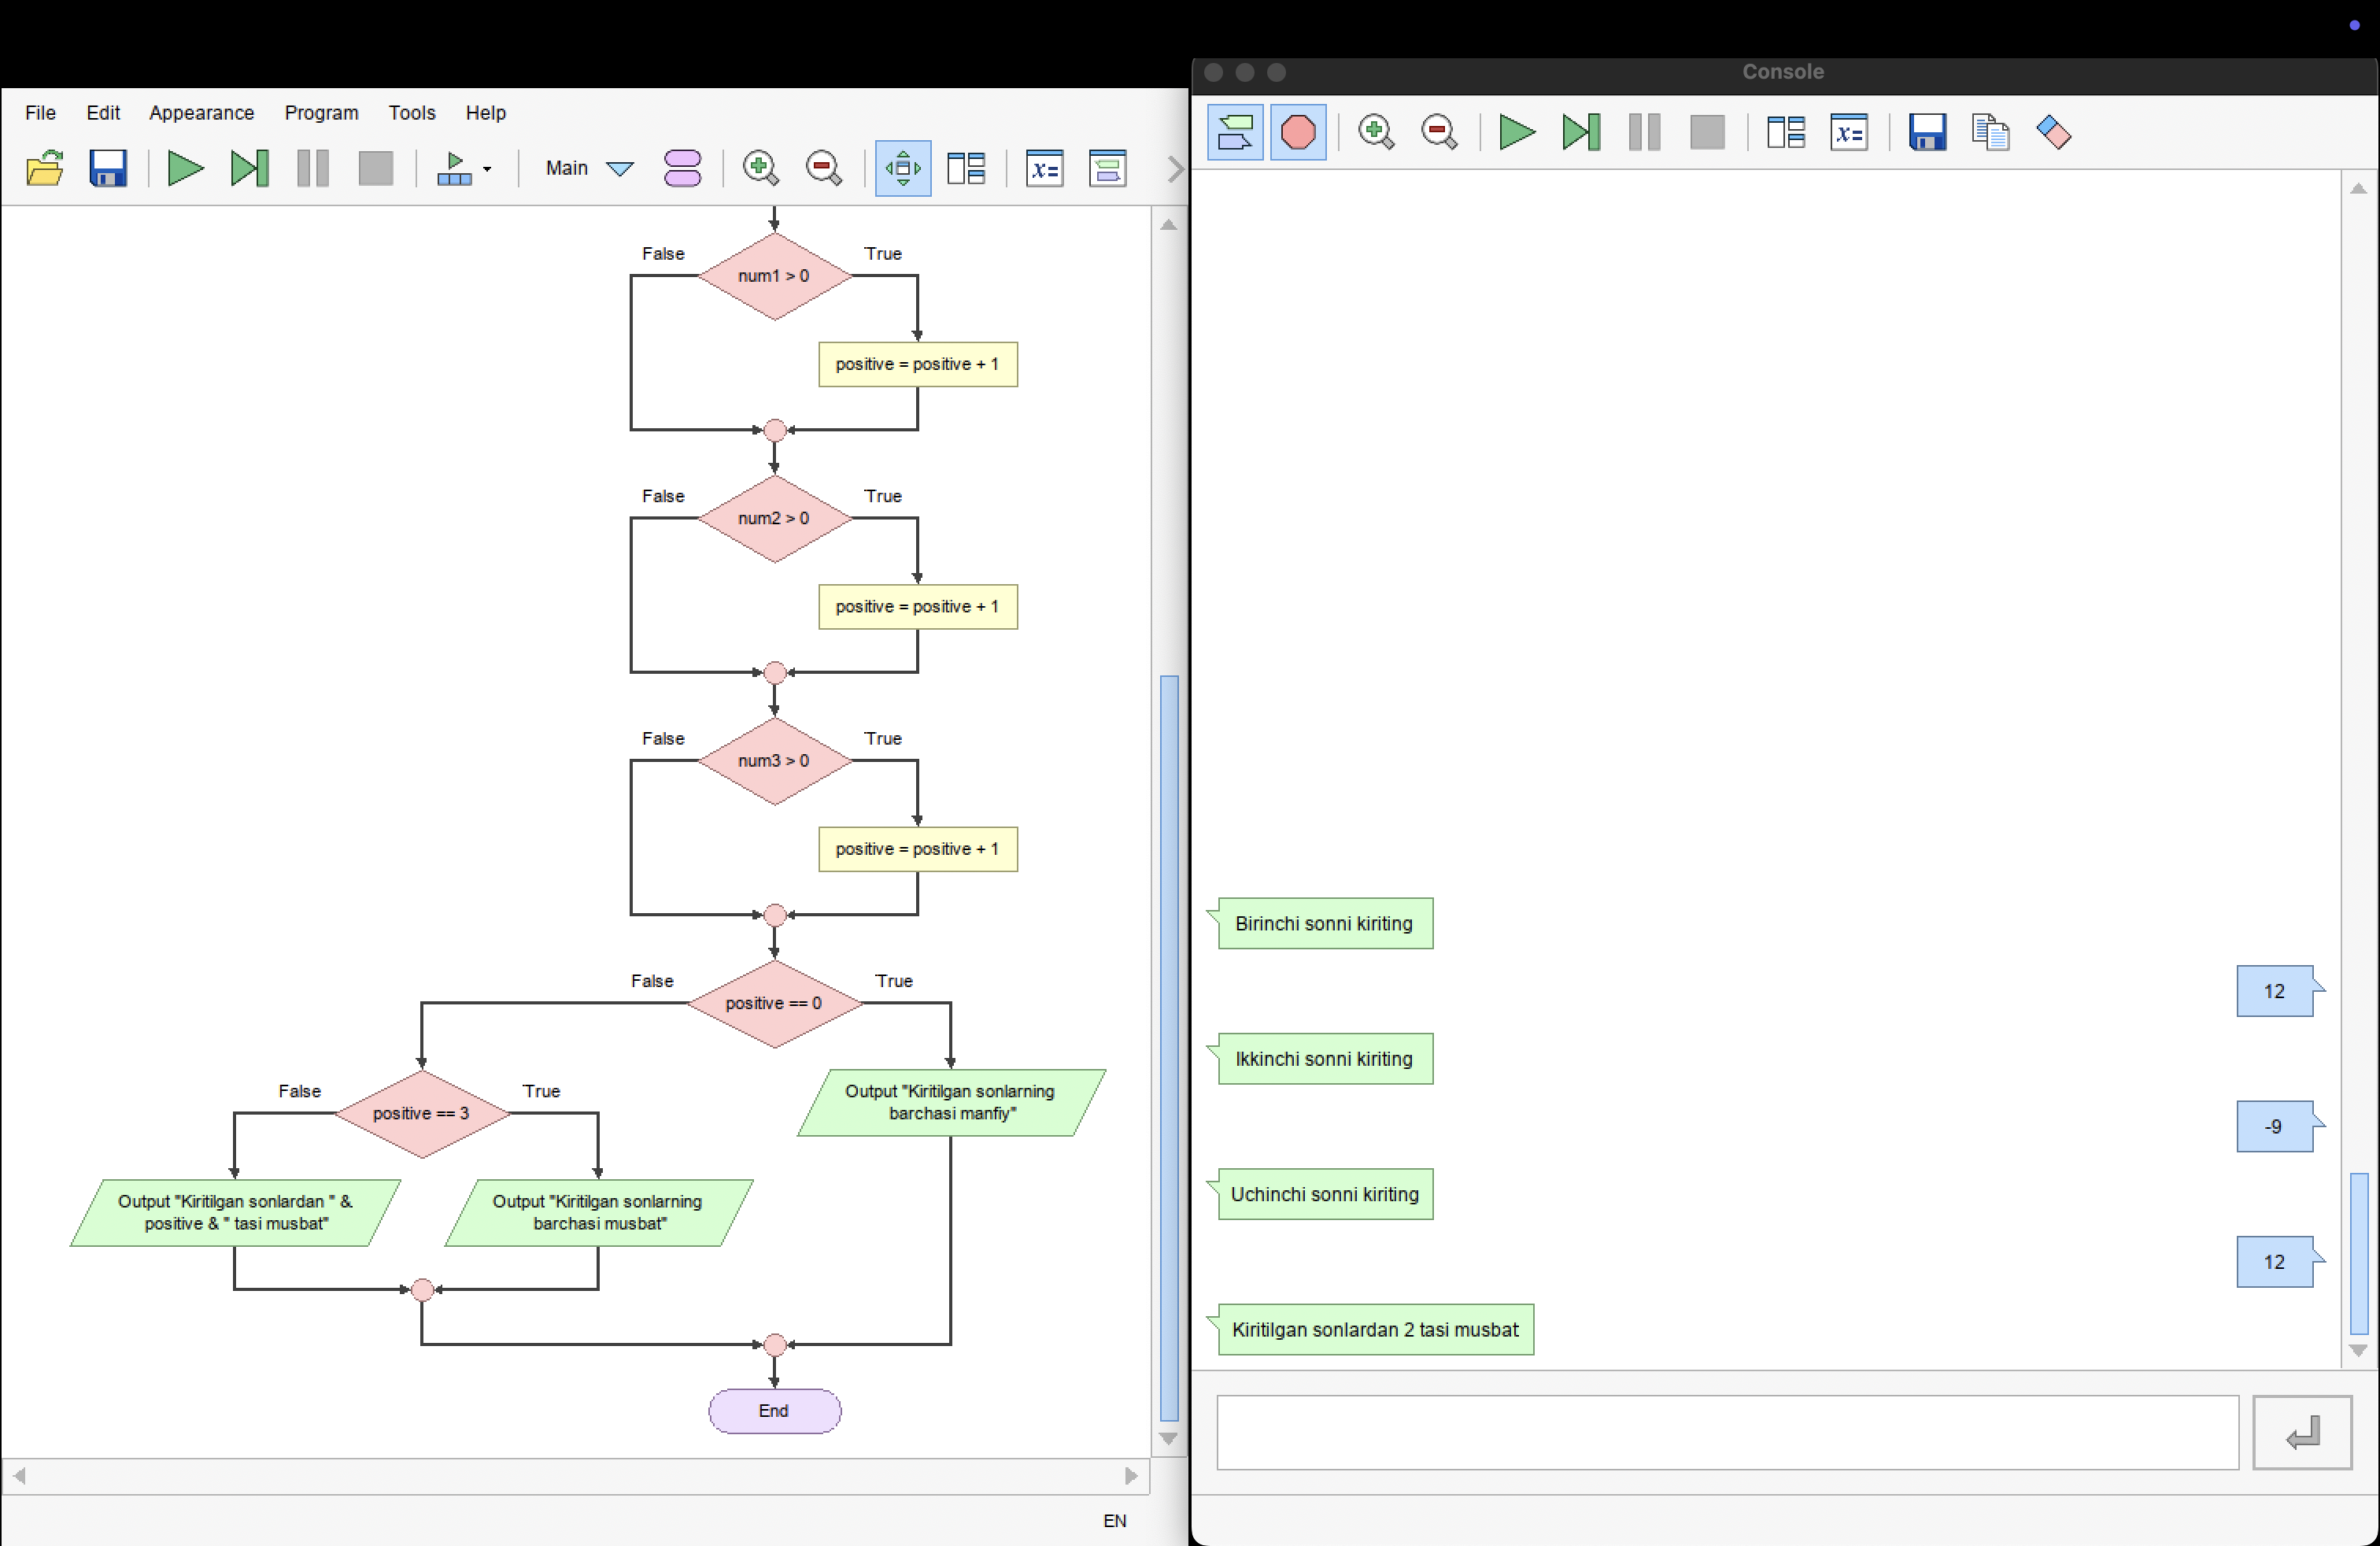 File Edit Appearance Program Tools Help
Main
x=
False True
num1 > 0
positive = positive + 1
False True
num2 > 0
positive = positive + 1
False True
num3 > 0
positive = positive + 1
False True
positive == 0
False True
positive == 3
Output "Kiritilgan sonlarning
barchasi manfiy"
Output "Kiritilgan sonlardan " &
positive & " tasi musbat"
Output "Kiritilgan sonlarning
barchasi musbat"
End
EN
Console
x=
Birinchi sonni kiriting
12
Ikkinchi sonni kiriting
-9
Uchinchi sonni kiriting
12
Kiritilgan sonlardan 2 tasi musbat